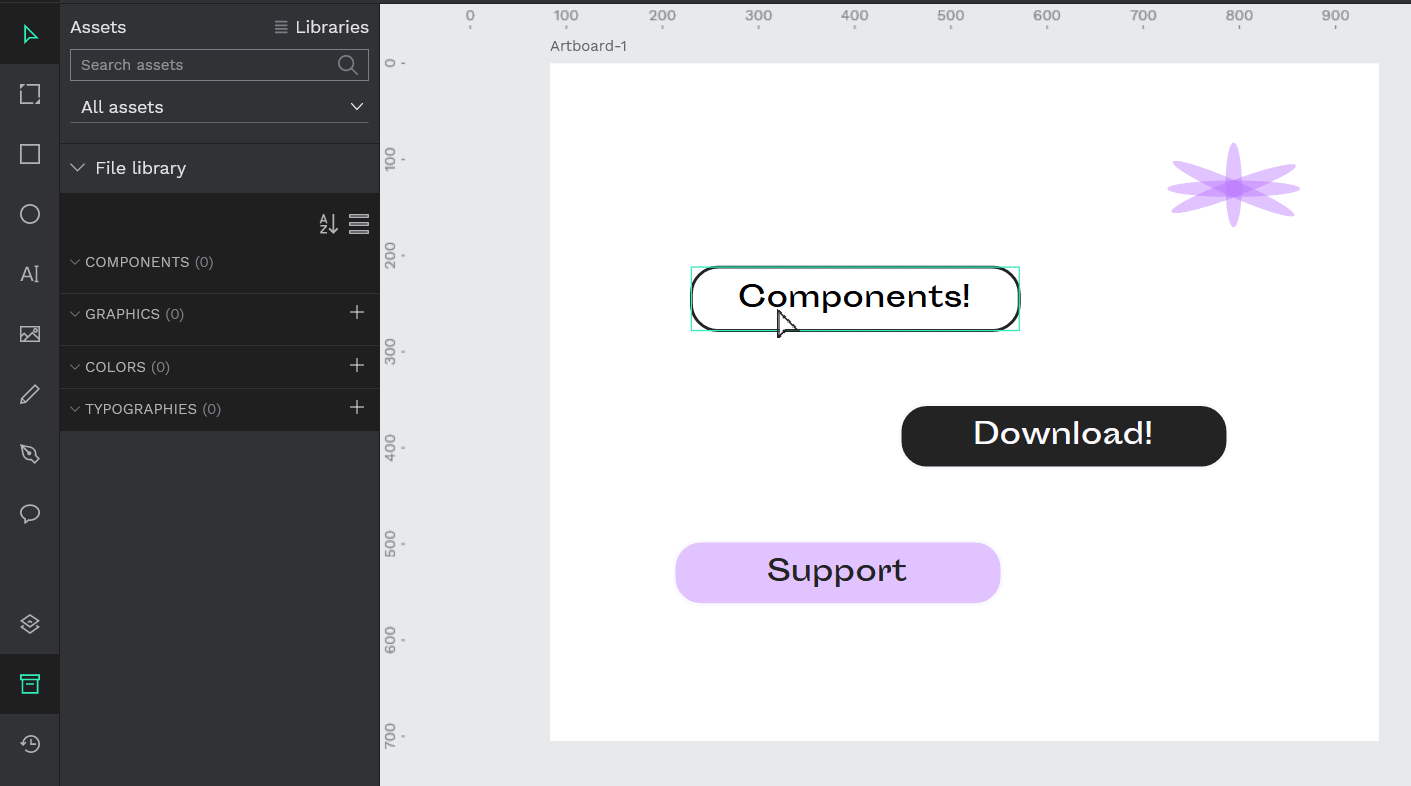 Assets
Libraries
Search assets
All assets
File library
A
Z
COMPONENTS (0)
GRAPHICS (0)
COLORS (0)
TYPOGRAPHIES (0)
AI
0 100 200 300 400 500 600 700 800 900
Artboard-1
0
100
200
300
400
500
600
700
Components!
Download!
Support